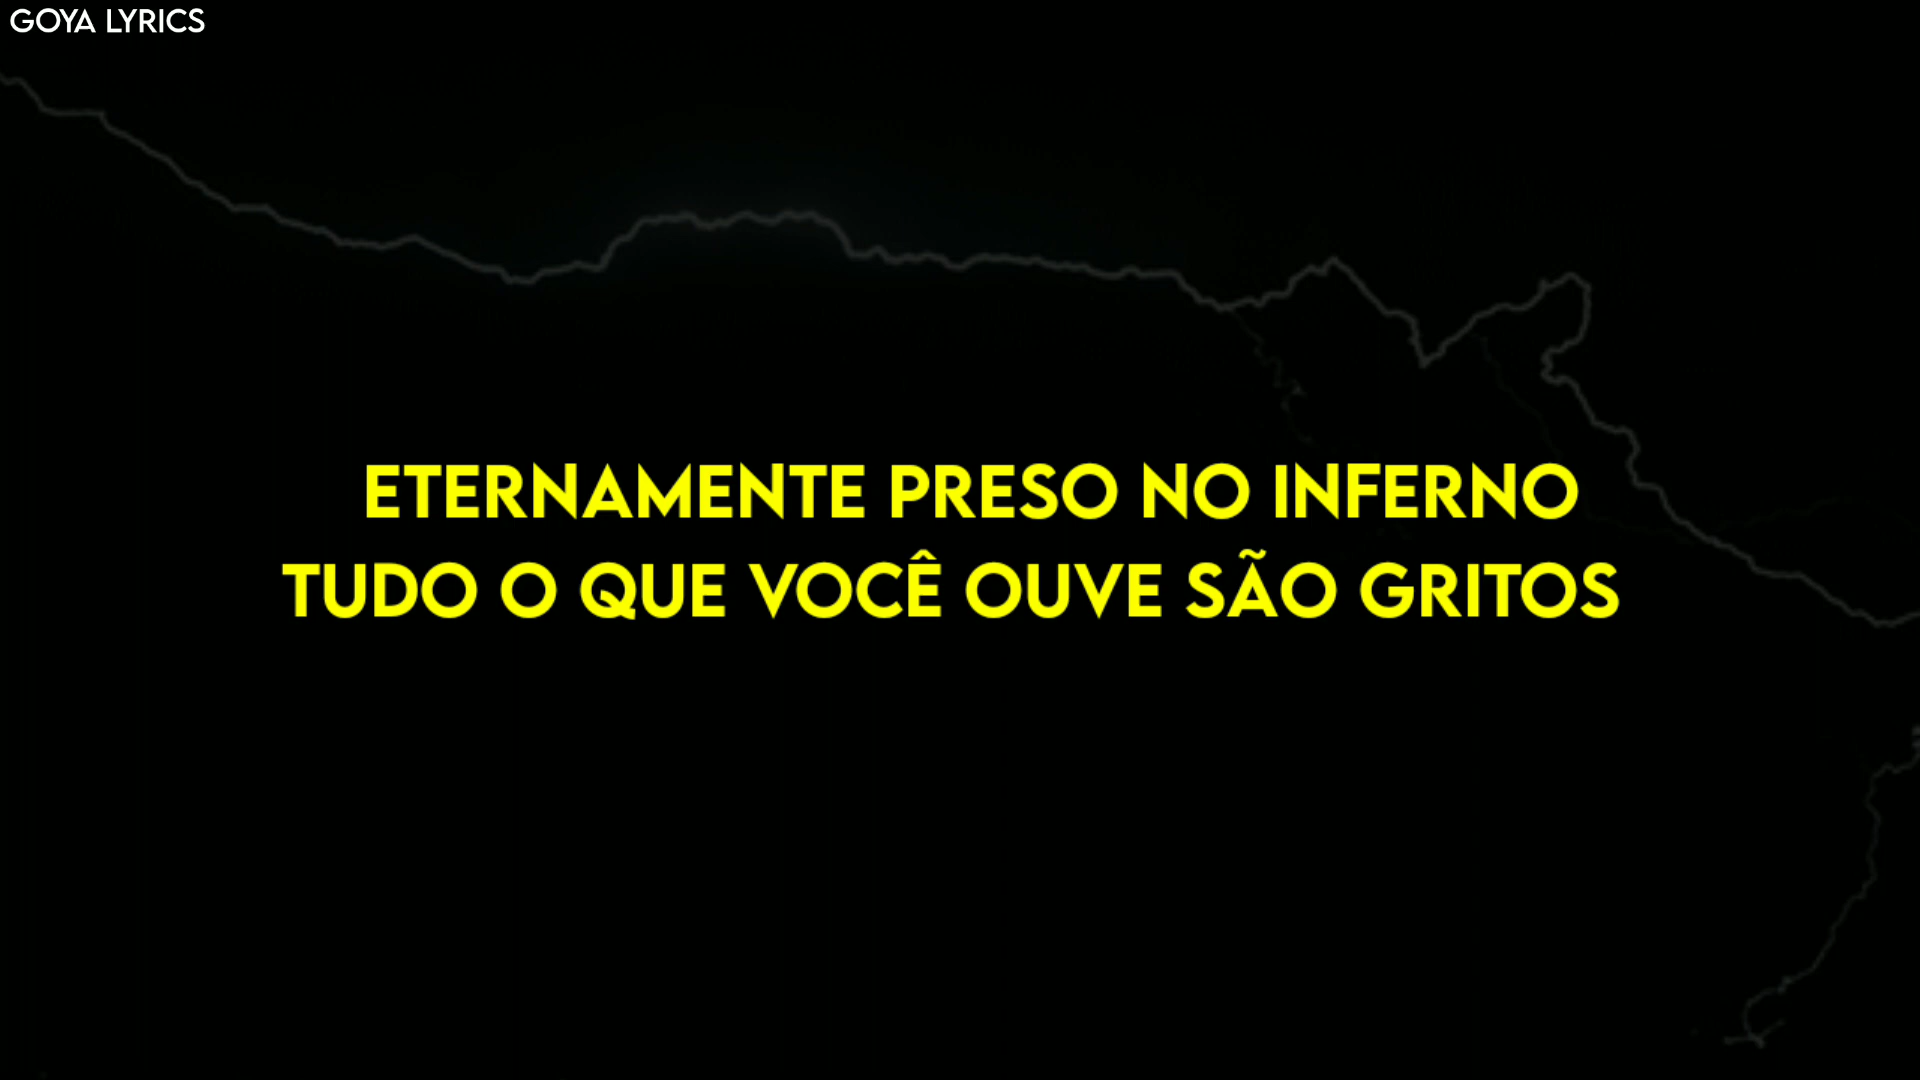 GOYA LYRICS
ETERNAMENTE PRESO NO INFERNO
TUDO O QUE VOCÊ OUVE SÃO GRITOS